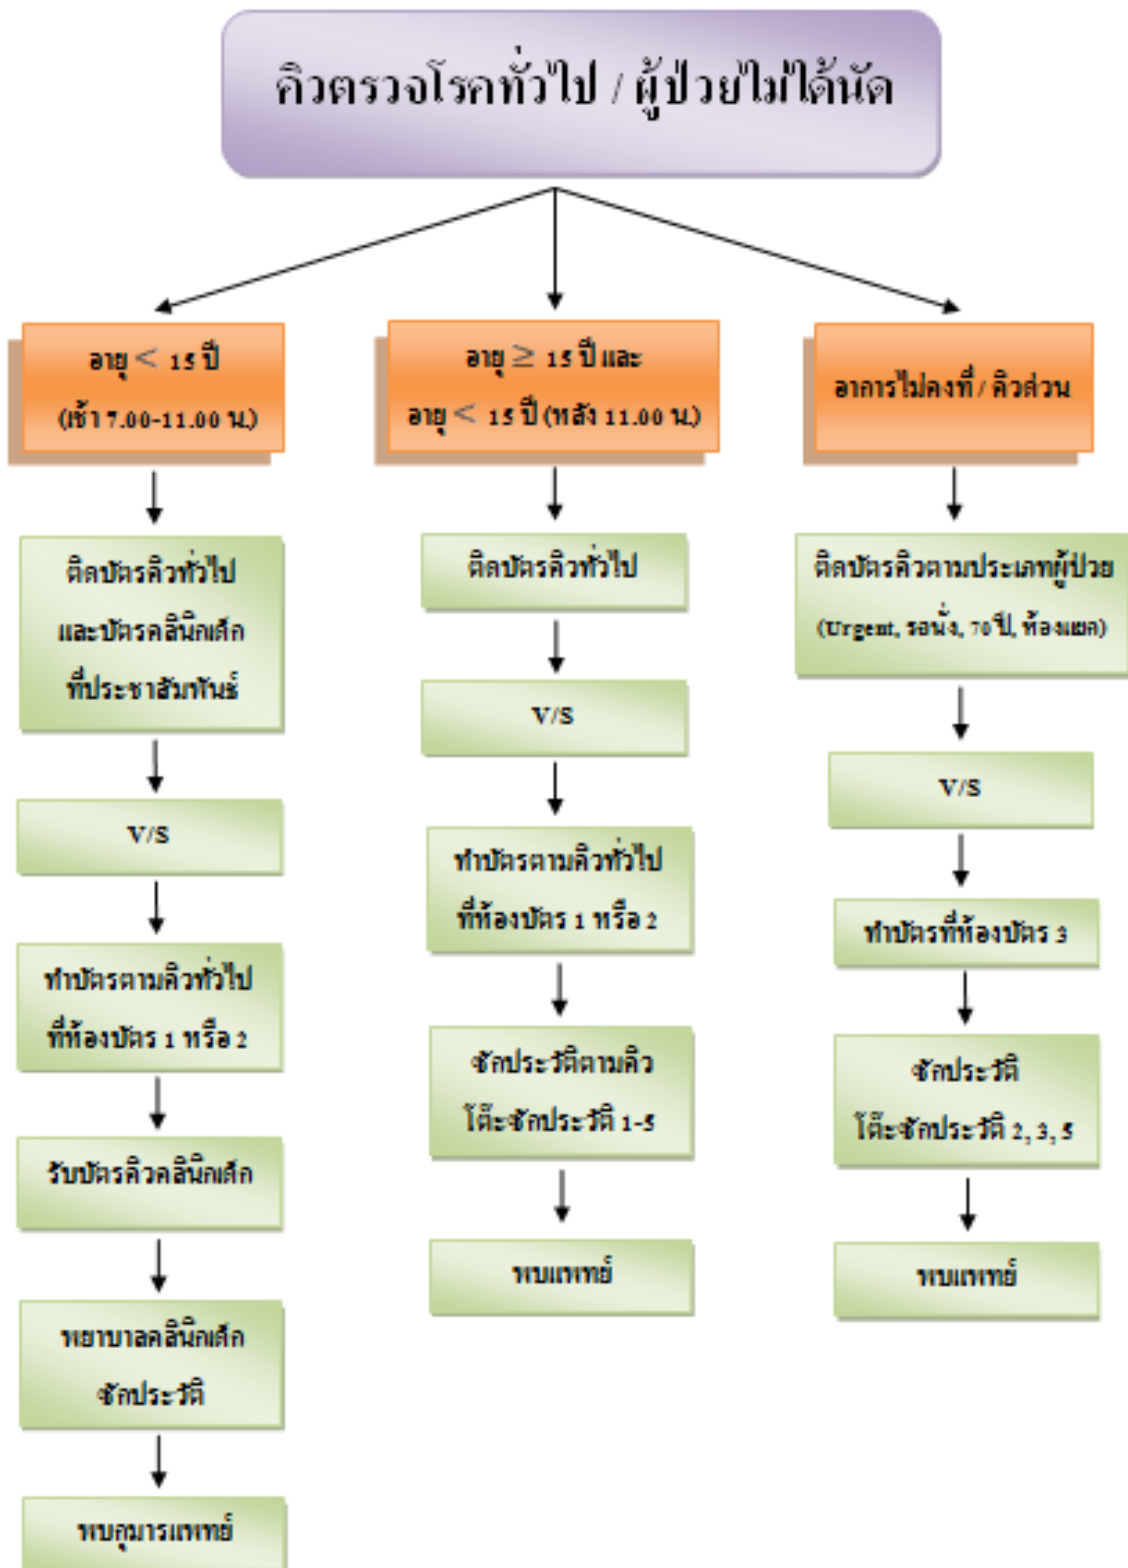 คิวตรวจโรคทั่วไป / ผู้ป่วยไม่ได้นัด
อายุ < 15 ปี
(เช้า 7.00-11.00 น.)
ติดบัตรคิวทั่วไป
และบัตรคลินิกเด็ก
ที่ประชาสัมพันธ์
V/S
ทำบัตรตามคิวทั่วไป
ที่ห้องบัตร 1 หรือ 2
รับบัตรคิวคลินิกเด็ก
พยาบาลคลินิกเด็ก
ซักประวัติ
พบกุมารแพทย์
อายุ ≥ 15 ปี และ
อายุ < 15 ปี (หลัง 11.00 น.)
ติดบัตรคิวทั่วไป
V/S
ทำบัตรตามคิวทั่วไป
ที่ห้องบัตร 1 หรือ 2
ซักประวัติตามคิว
โต๊ะซักประวัติ 1-5
พบแพทย์
อาการไม่คงที่ / คิวด่วน
ติดบัตรคิวตามประเภทผู้ป่วย
(Urgent, รถนั่ง, 70 ปี, ห้องแยก)
V/S
ทำบัตรที่ห้องบัตร 3
ซักประวัติ
โต๊ะซักประวัติ 2, 3, 5
พบแพทย์